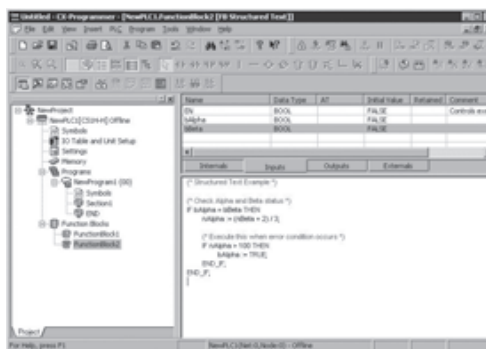 Untitled - CX-Programmer - [NewPLC1.FunctionBlock2 [FB Structured Text]]
File Edit View Insert PLC Program Tools Window Help
NewProject
NewPLC1[CS1H-H] Offline
Symbols
IO Table and Unit Setup
Settings
Memory
Programs
NewProgram1 (00)
Symbols
Section1
END
Function Blocks
FunctionBlock1
FunctionBlock2
Project
Name Data Type AT Initial Value Retained Comment
EN BOOL FALSE Controls ex
bAlpha BOOL FALSE
bBeta BOOL FALSE
Internals Inputs Outputs Externals
(* Structured Text Example *)
(* Check Alpha and Beta status *)
IF bAlpha = bBeta THEN
nAlpha := (nBeta + 2) / 3;
(* Execute this when error condition occurs *)
IF nAlpha > 100 THEN
bAlpha := TRUE;
END_IF;
END_IF;
For Help, press F1
NewPLC1(Net:0,Node:0) - Offline